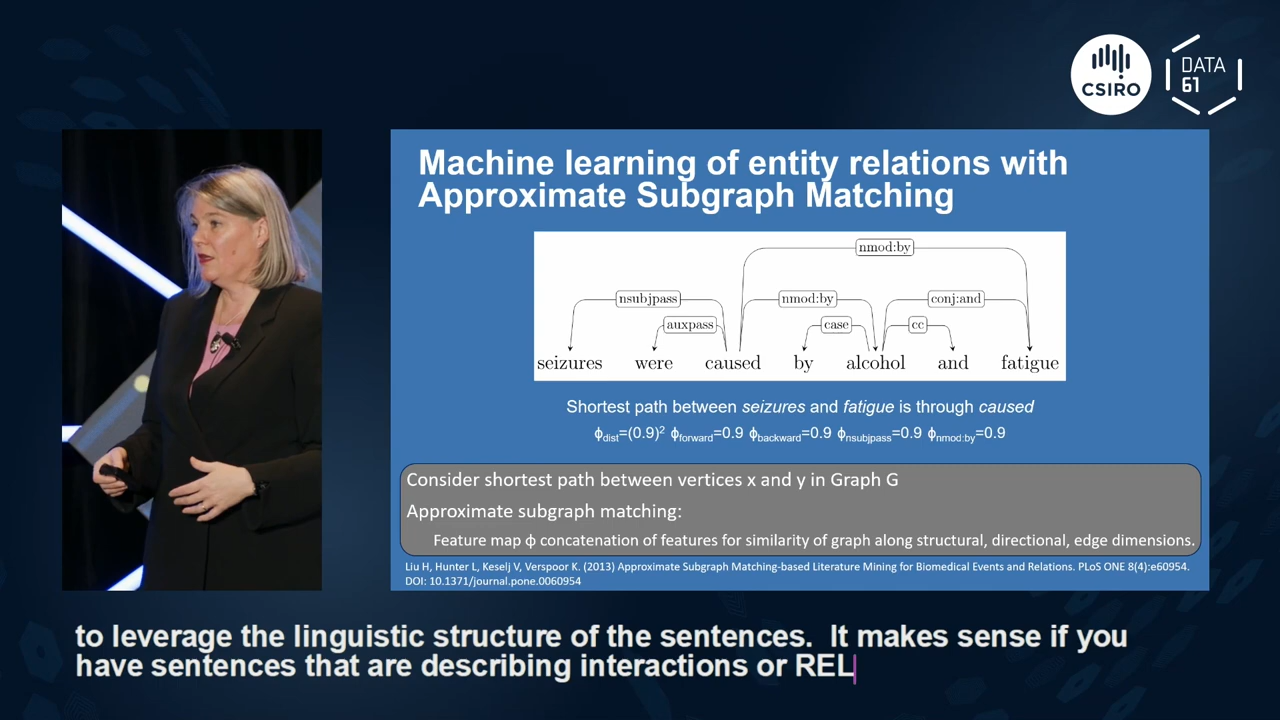 CSIRO
DATA
61
Machine learning of entity relations with
Approximate Subgraph Matching
nmod:by
nsubjpass
nmod:by
conj:and
auxpass
case
cc
seizures were caused by alcohol and fatigue
Shortest path between seizures and fatigue is through caused
ϕdist=(0.9)² ϕforward=0.9 ϕbackward=0.9 ϕnsubjpass=0.9 ϕnmod:by=0.9
Consider shortest path between vertices x and y in Graph G
Approximate subgraph matching:
Feature map ϕ concatenation of features for similarity of graph along structural, directional, edge dimensions.
Liu H, Hunter L, Keselj V, Verspoor K. (2013) Approximate Subgraph Matching-based Literature Mining for Biomedical Events and Relations. PLoS ONE 8(4):e60954.
DOI: 10.1371/journal.pone.0060954
to leverage the linguistic structure of the sentences.  It makes sense if you
have sentences that are describing interactions or REL